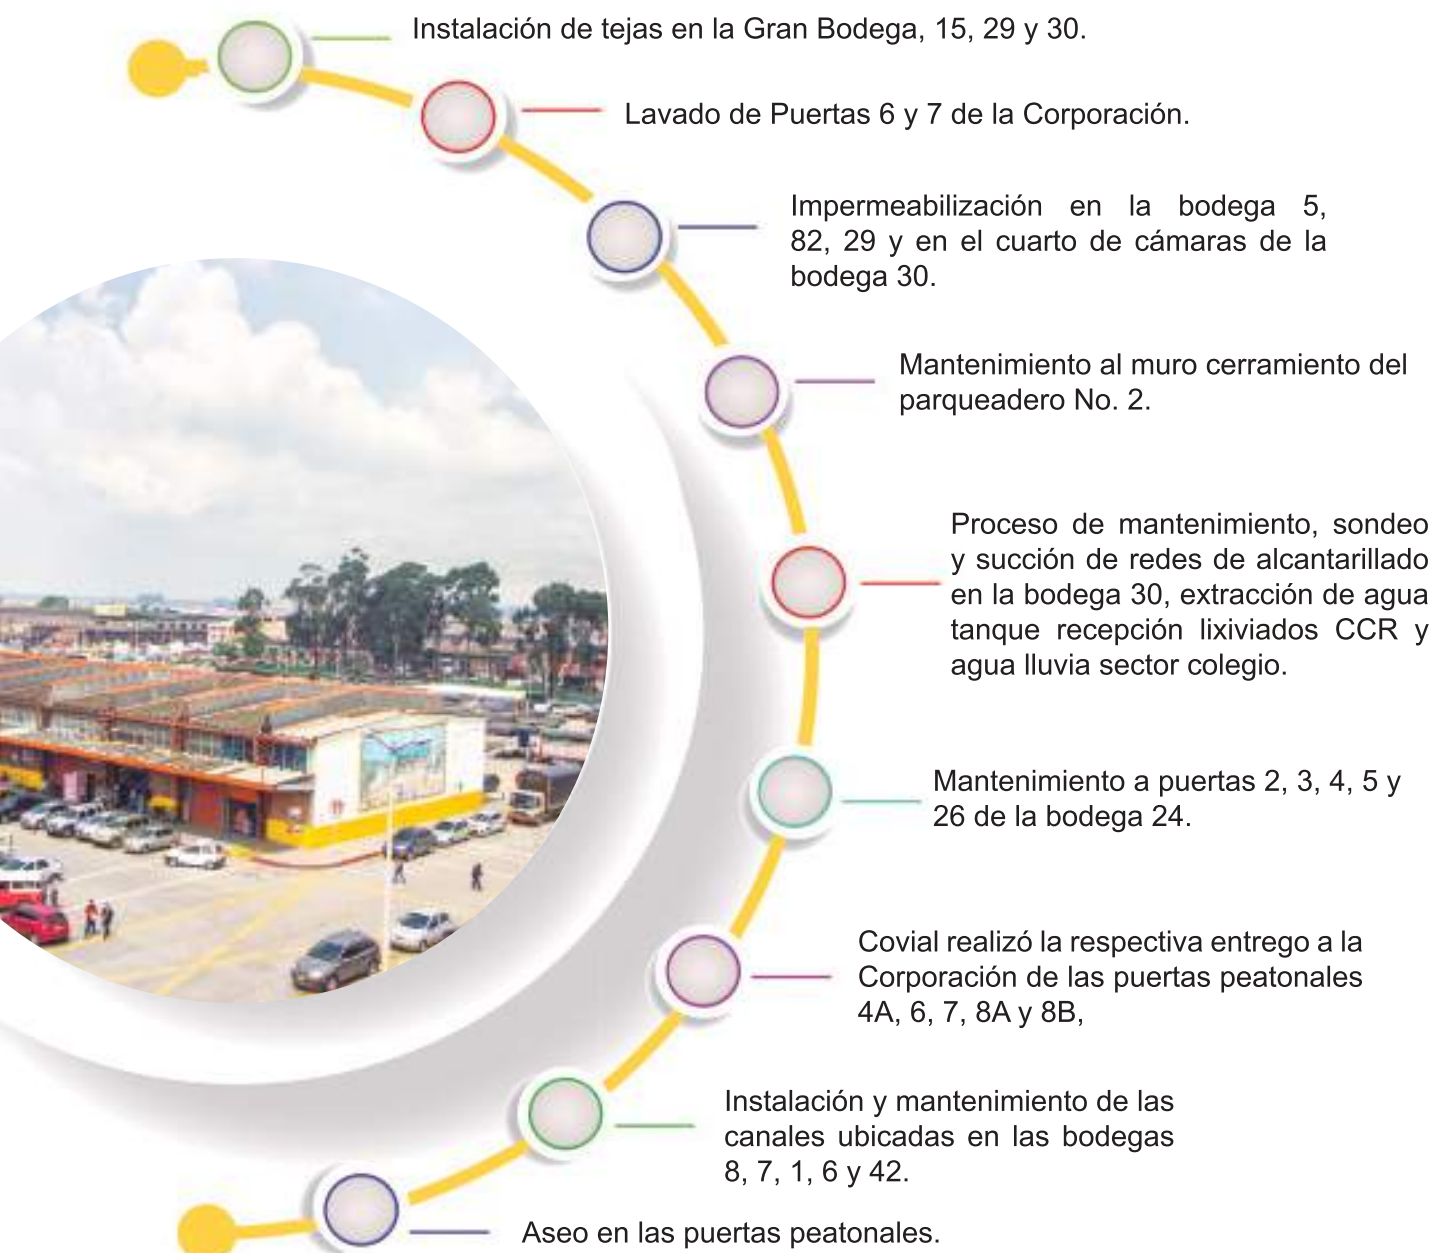 Instalación de tejas en la Gran Bodega, 15, 29 y 30.
Lavado de Puertas 6 y 7 de la Corporación.
Impermeabilización en la bodega 5,
82, 29 y en el cuarto de cámaras de la
bodega 30.
Mantenimiento al muro cerramiento del
parqueadero No. 2.
Proceso de mantenimiento, sondeo
y succión de redes de alcantarillado
en la bodega 30, extracción de agua
tanque recepción lixiviados CCR y
agua lluvia sector colegio.
Mantenimiento a puertas 2, 3, 4, 5 y
26 de la bodega 24.
Covial realizó la respectiva entrego a la
Corporación de las puertas peatonales
4A, 6, 7, 8A y 8B,
Instalación y mantenimiento de las
canales ubicadas en las bodegas
8, 7, 1, 6 y 42.
Aseo en las puertas peatonales.